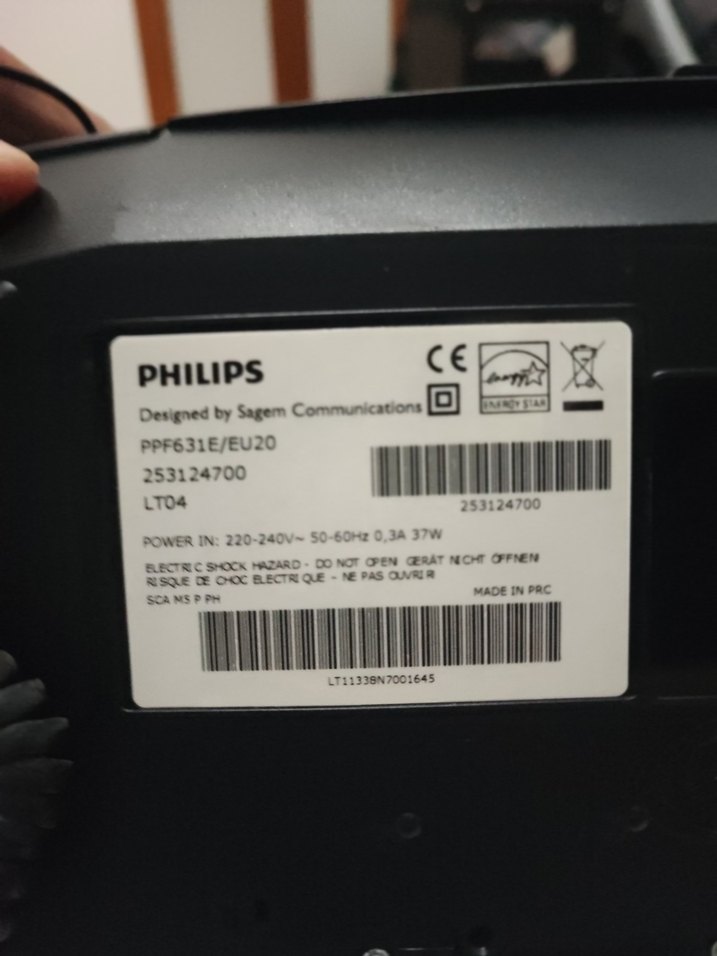 PHILIPS
CE
energy
ENERGY STAR
Designed by Sagem Communications
PPF631E/EU20
253124700
LT04
253124700
POWER IN: 220-240V~ 50-60Hz 0,3A 37W
ELECTRIC SHOCK HAZARD - DO NOT OPEN GERÄT NICHT ÖFFNEN
RISQUE DE CHOC ELECTRIQUE - NE PAS OUVRIR
SCA MS P PH
MADE IN PRC
LT11338N7001645